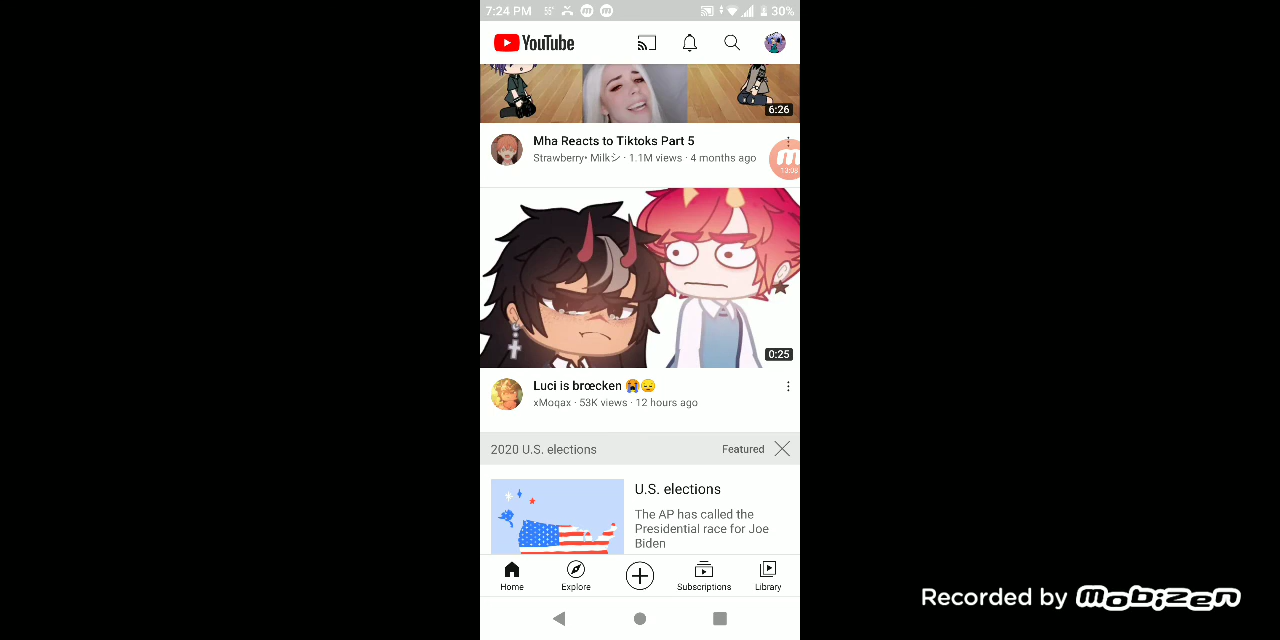 7:24 PM 55° 30%
YouTube
6:26
Mha Reacts to Tiktoks Part 5
Strawberry• Milkシ · 1.1M views · 4 months ago
0:25
Luci is brœcken 😭😔
xMoqax · 53K views · 12 hours ago
2020 U.S. elections Featured
U.S. elections
The AP has called the
Presidential race for Joe
Biden
Home Explore Subscriptions Library
Recorded by mobizen